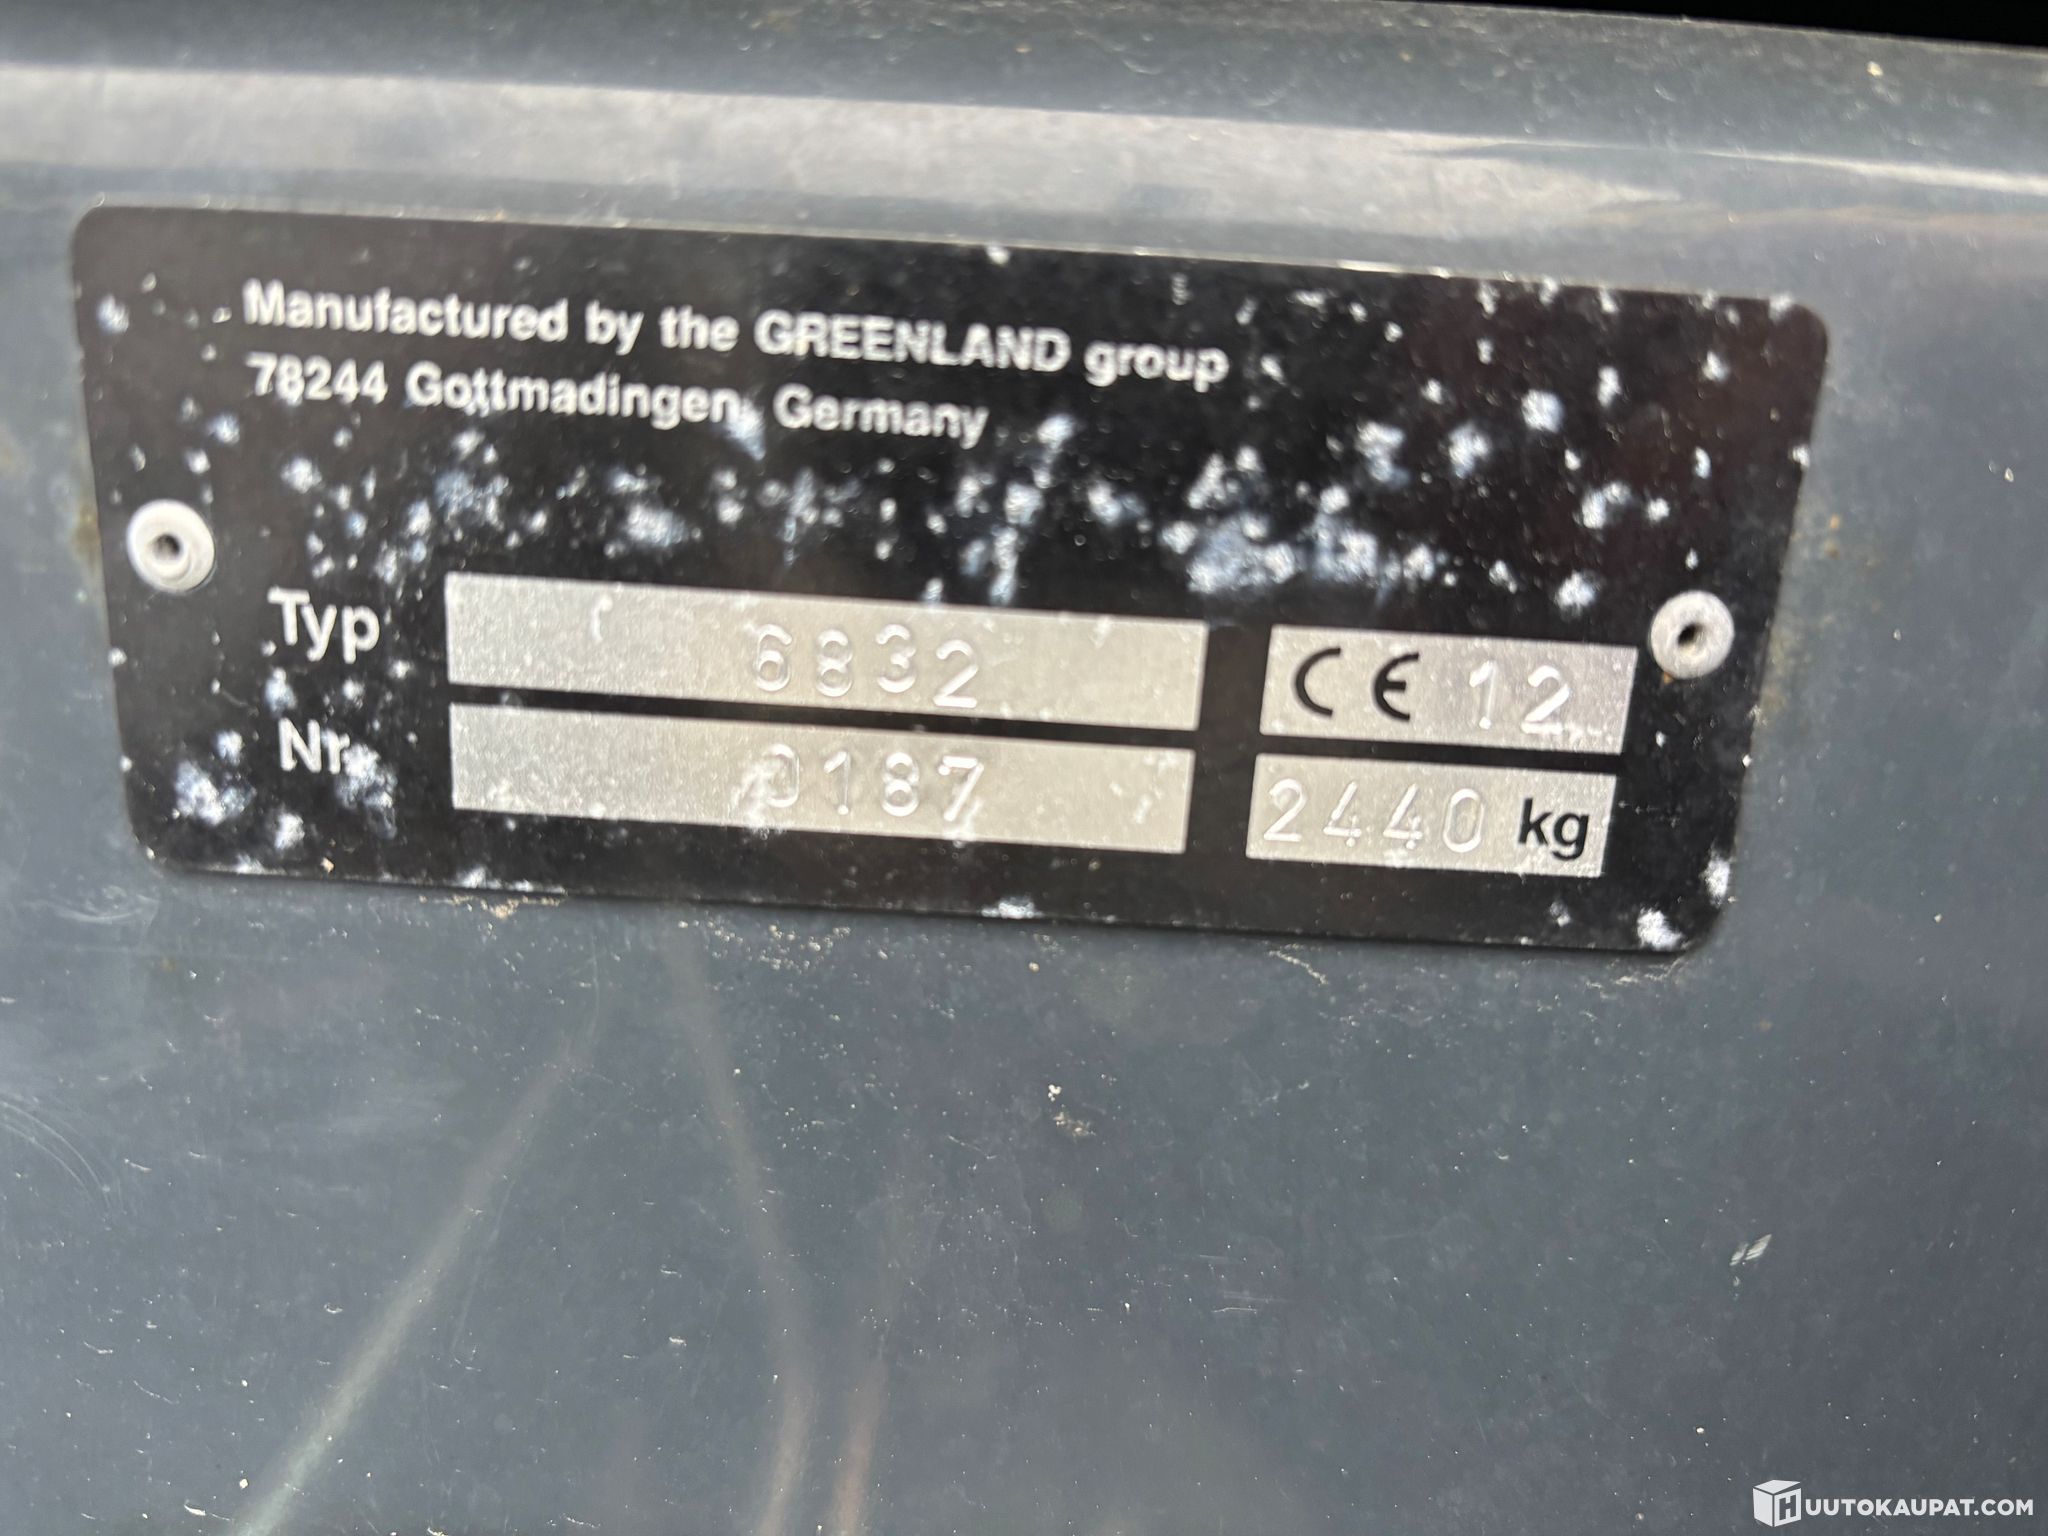 Manufactured by the GREENLAND group
78244 Gottmadingen, Germany
Typ 6832 CE 12
Nr. 0187 2440 kg
HUUTOKAUPAT.COM